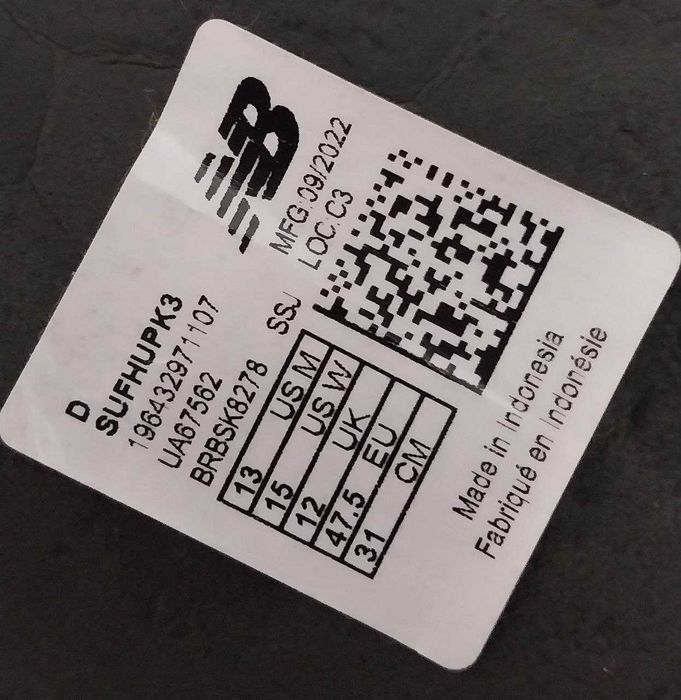 D
SUFHUPK3
196432971107
UA67562
BRBSK8278 SSJ
MFG:09/2022
LOC:C3
13 US M
15 US W
12 UK
47.5 EU
31 CM
Made in Indonesia
Fabriqué en Indonésie